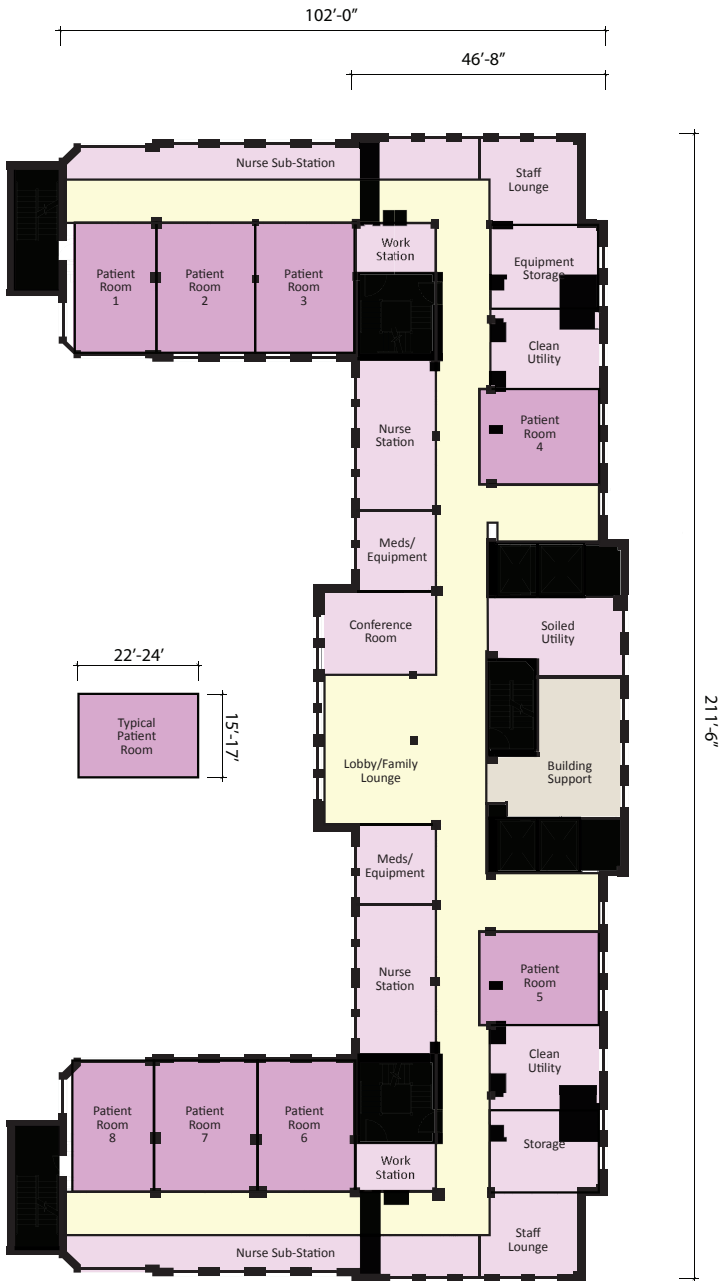 102'-0"
46'-8"
Nurse Sub-Station
Staff
Lounge
Work
Station
Equipment
Storage
Patient
Room
1
Patient
Room
2
Patient
Room
3
Clean
Utility
Nurse
Station
Patient
Room
4
Meds/
Equipment
Conference
Room
Soiled
Utility
22'-24'
Typical
Patient
Room
15'-17'
211'-6"
Lobby/Family
Lounge
Building
Support
Meds/
Equipment
Nurse
Station
Patient
Room
5
Clean
Utility
Patient
Room
8
Patient
Room
7
Patient
Room
6
Storage
Work
Station
Staff
Lounge
Nurse Sub-Station